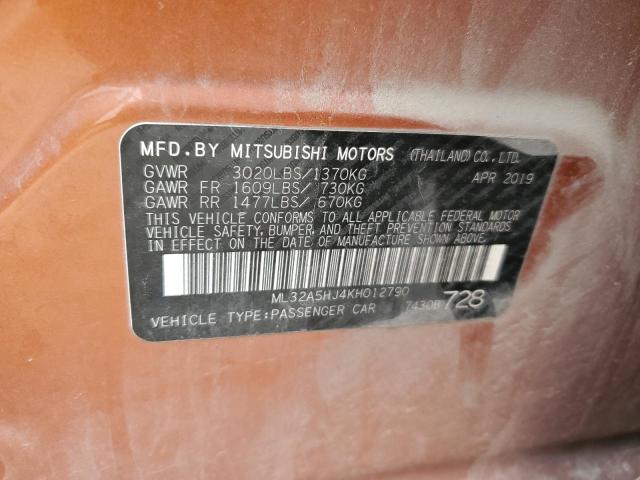 MFD.BY MITSUBISHI MOTORS (THAILAND) CO., LTD.
GVWR 3020LBS/1370KG APR 2019
GAWR FR 1609LBS/ 730KG
GAWR RR 1477LBS/ 670KG
THIS VEHICLE CONFORMS TO ALL APPLICABLE FEDERAL MOTOR
VEHICLE SAFETY, BUMPER, AND THEFT PREVENTION STANDARDS
IN EFFECT ON THE DATE OF MANUFACTURE SHOWN ABOVE.
ML32A5HJ4KH012790
VEHICLE TYPE:PASSENGER CAR 7430B 728